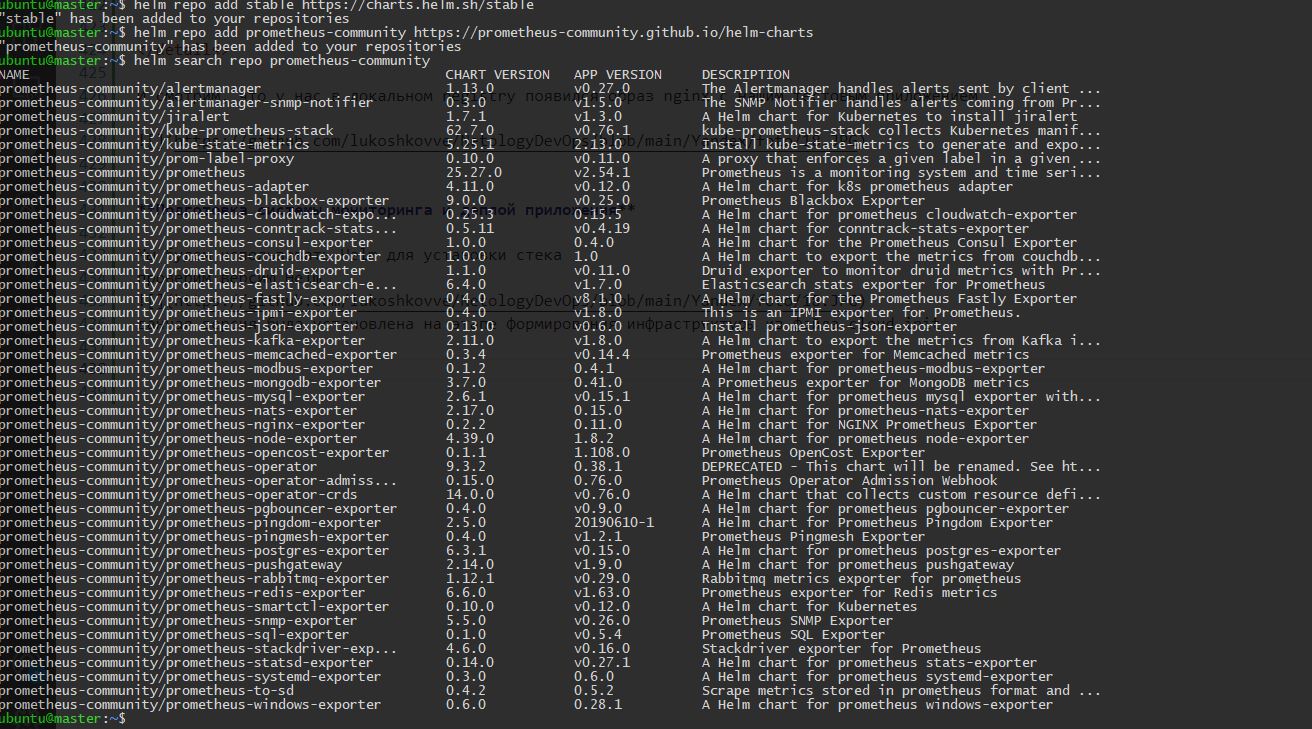 ubuntu@master:~$ helm repo add stable https://charts.helm.sh/stable
"stable" has been added to your repositories
ubuntu@master:~$ helm repo add prometheus-community https://prometheus-community.github.io/helm-charts
"prometheus-community" has been added to your repositories
ubuntu@master:~$ helm search repo prometheus-community
NAME CHART VERSION APP VERSION DESCRIPTION
prometheus-community/alertmanager 1.13.0 v0.27.0 The Alertmanager handles alerts sent by client ...
prometheus-community/alertmanager-snmp-notifier 0.3.0 v1.5.0 The SNMP Notifier handles alerts coming from Pr...
prometheus-community/jiralert 1.7.1 v1.3.0 A Helm chart for Kubernetes to install jiralert
prometheus-community/kube-prometheus-stack 62.7.0 v0.76.1 kube-prometheus-stack collects Kubernetes manif...
prometheus-community/kube-state-metrics 5.25.1 2.13.0 Install kube-state-metrics to generate and expo...
prometheus-community/prom-label-proxy 0.10.0 v0.11.0 A proxy that enforces a given label in a given ...
prometheus-community/prometheus 25.27.0 v2.54.1 Prometheus is a monitoring system and time seri...
prometheus-community/prometheus-adapter 4.11.0 v0.12.0 A Helm chart for k8s prometheus adapter
prometheus-community/prometheus-blackbox-exporter 9.0.0 v0.25.0 Prometheus Blackbox Exporter
prometheus-community/prometheus-cloudwatch-expo... 0.25.3 0.15.5 A Helm chart for prometheus cloudwatch-exporter
prometheus-community/prometheus-conntrack-stats... 0.5.11 v0.4.19 A Helm chart for conntrack-stats-exporter
prometheus-community/prometheus-consul-exporter 1.0.0 0.4.0 A Helm chart for the Prometheus Consul Exporter
prometheus-community/prometheus-couchdb-exporter 1.0.0 1.0 A Helm chart to export the metrics from couchdb...
prometheus-community/prometheus-druid-exporter 1.1.0 v0.11.0 Druid exporter to monitor druid metrics with Pr...
prometheus-community/prometheus-elasticsearch-e... 6.4.0 v1.7.0 Elasticsearch stats exporter for Prometheus
prometheus-community/prometheus-fastly-exporter A Helm chart for the Prometheus Fastly Exporter
prometheus-community/prometheus-ipmi-exporter 0.4.0 v1.8.0 This is an IPMI exporter for Prometheus.
prometheus-community/prometheus-json-exporter 0.13.0 Install prometheus-json-exporter
prometheus-community/prometheus-kafka-exporter 2.11.0 v1.8.0 A Helm chart to export the metrics from Kafka i...
prometheus-community/prometheus-memcached-exporter 0.3.4 v0.14.4 Prometheus exporter for Memcached metrics
prometheus-community/prometheus-modbus-exporter 0.1.2 0.4.1 A Helm chart for prometheus-modbus-exporter
prometheus-community/prometheus-mongodb-exporter 3.7.0 0.41.0 A Prometheus exporter for MongoDB metrics
prometheus-community/prometheus-mysql-exporter 2.6.1 v0.15.1 A Helm chart for prometheus mysql exporter with...
prometheus-community/prometheus-nats-exporter 2.17.0 0.15.0 A Helm chart for prometheus-nats-exporter
prometheus-community/prometheus-nginx-exporter 0.2.2 0.11.0 A Helm chart for NGINX Prometheus Exporter
prometheus-community/prometheus-node-exporter 4.39.0 1.8.2 A Helm chart for prometheus node-exporter
prometheus-community/prometheus-opencost-exporter 0.1.1 1.108.0 Prometheus OpenCost Exporter
prometheus-community/prometheus-operator 9.3.2 0.38.1 DEPRECATED - This chart will be renamed. See ht...
prometheus-community/prometheus-operator-admiss... 0.15.0 0.76.0 Prometheus Operator Admission Webhook
prometheus-community/prometheus-operator-crds 14.0.0 v0.76.0 A Helm chart that collects custom resource defi...
prometheus-community/prometheus-pgbouncer-exporter 0.4.0 v0.9.0 A Helm chart for prometheus pgbouncer-exporter
prometheus-community/prometheus-pingdom-exporter 2.5.0 20190610-1 A Helm chart for Prometheus Pingdom Exporter
prometheus-community/prometheus-pingmesh-exporter 0.4.0 v1.2.1 Prometheus Pingmesh Exporter
prometheus-community/prometheus-postgres-exporter 6.3.1 v0.15.0 A Helm chart for prometheus postgres-exporter
prometheus-community/prometheus-pushgateway 2.14.0 v1.9.0 A Helm chart for prometheus pushgateway
prometheus-community/prometheus-rabbitmq-exporter 1.12.1 v0.29.0 Rabbitmq metrics exporter for prometheus
prometheus-community/prometheus-redis-exporter 6.6.0 v1.63.0 Prometheus exporter for Redis metrics
prometheus-community/prometheus-smartctl-exporter 0.10.0 v0.12.0 A Helm chart for Kubernetes
prometheus-community/prometheus-snmp-exporter 5.5.0 v0.26.0 Prometheus SNMP Exporter
prometheus-community/prometheus-sql-exporter 0.1.0 v0.5.4 Prometheus SQL Exporter
prometheus-community/prometheus-stackdriver-exp... 4.6.0 v0.16.0 Stackdriver exporter for Prometheus
prometheus-community/prometheus-statsd-exporter 0.14.0 v0.27.1 A Helm chart for prometheus stats-exporter
prometheus-community/prometheus-systemd-exporter 0.3.0 0.6.0 A Helm chart for prometheus systemd-exporter
prometheus-community/prometheus-to-sd 0.4.2 0.5.2 Scrape metrics stored in prometheus format and ...
prometheus-community/prometheus-windows-exporter 0.6.0 0.28.1 A Helm chart for prometheus windows-exporter
ubuntu@master:~$